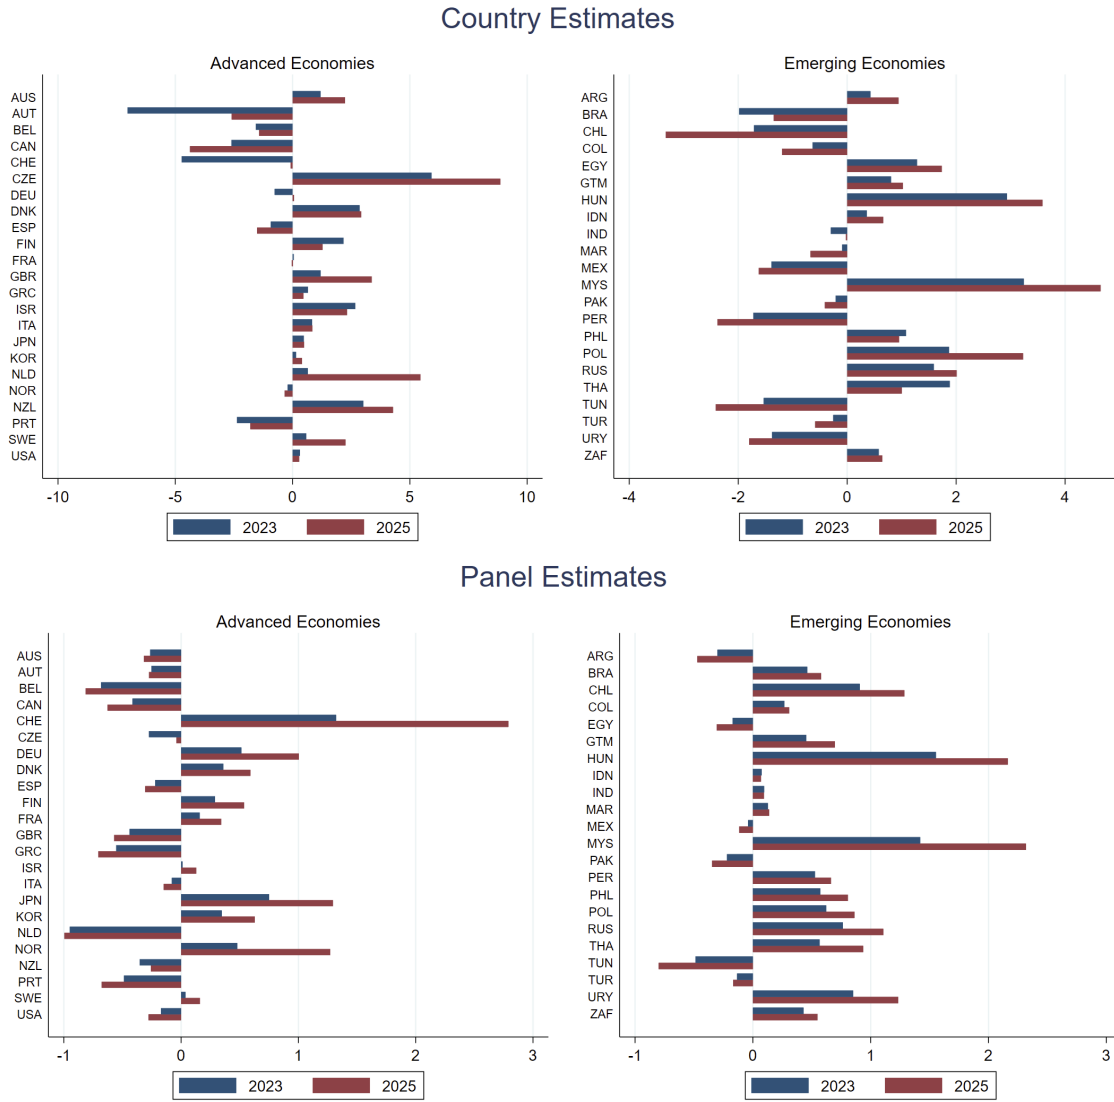 Country Estimates
Advanced Economies
AUS
AUT
BEL
CAN
CHE
CZE
DEU
DNK
ESP
FIN
FRA
GBR
GRC
ISR
ITA
JPN
KOR
NLD
NOR
NZL
PRT
SWE
USA
-10 -5 0 5 10
2023 2025
Emerging Economies
ARG
BRA
CHL
COL
EGY
GTM
HUN
IDN
IND
MAR
MEX
MYS
PAK
PER
PHL
POL
RUS
THA
TUN
TUR
URY
ZAF
-4 -2 0 2 4
2023 2025
Panel Estimates
Advanced Economies
AUS
AUT
BEL
CAN
CHE
CZE
DEU
DNK
ESP
FIN
FRA
GBR
GRC
ISR
ITA
JPN
KOR
NLD
NOR
NZL
PRT
SWE
USA
-1 0 1 2 3
2023 2025
Emerging Economies
ARG
BRA
CHL
COL
EGY
GTM
HUN
IDN
IND
MAR
MEX
MYS
PAK
PER
PHL
POL
RUS
THA
TUN
TUR
URY
ZAF
-1 0 1 2 3
2023 2025